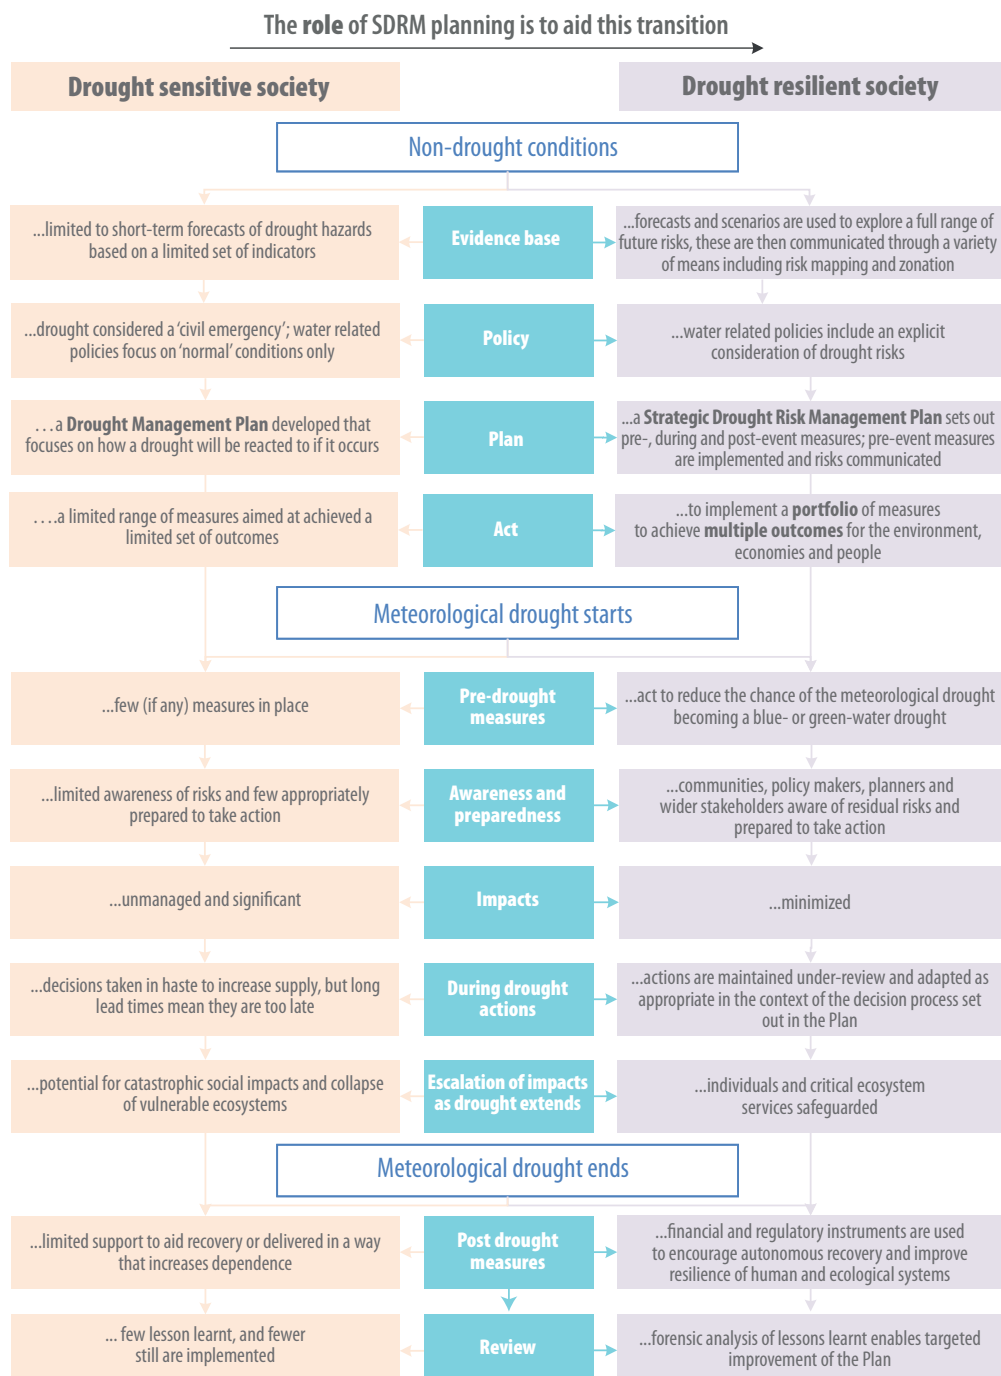 The role of SDRM planning is to aid this transition
Drought sensitive society
Drought resilient society
Non-drought conditions
...limited to short-term forecasts of drought hazards
based on a limited set of indicators
Evidence base
...forecasts and scenarios are used to explore a full range of
future risks, these are then communicated through a variety
of means including risk mapping and zonation
...drought considered a ‘civil emergency’; water related
policies focus on ‘normal’ conditions only
Policy
...water related policies include an explicit
consideration of drought risks
. . . a Drought Management Plan developed that
focuses on how a drought will be reacted to if it occurs
Plan
...a Strategic Drought Risk Management Plan sets out
pre-, during and post-event measures; pre-event measures
are implemented and risks communicated
. . . .a limited range of measures aimed at achieved a
limited set of outcomes
Act
...to implement a portfolio of measures
to achieve multiple outcomes for the environment,
economies and people
Meteorological drought starts
...few (if any) measures in place
Pre-drought
measures
...act to reduce the chance of the meteorological drought
becoming a blue- or green-water drought
...limited awareness of risks and few appropriately
prepared to take action
Awareness and
preparedness
...communities, policy makers, planners and
wider stakeholders aware of residual risks and
prepared to take action
...unmanaged and significant
Impacts
...minimized
...decisions taken in haste to increase supply, but long
lead times mean they are too late
During drought
actions
...actions are maintained under-review and adapted as
appropriate in the context of the decision process set
out in the Plan
...potential for catastrophic social impacts and collapse
of vulnerable ecosystems
Escalation of impacts
as drought extends
...individuals and critical ecosystem
services safeguarded
Meteorological drought ends
...limited support to aid recovery or delivered in a way
that increases dependence
Post drought
measures
...financial and regulatory instruments are used
to encourage autonomous recovery and improve
resilience of human and ecological systems
... few lesson learnt, and fewer
still are implemented
Review
...forensic analysis of lessons learnt enables targeted
improvement of the Plan